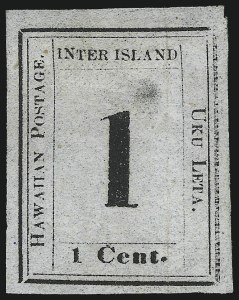 INTER ISLAND
HAWAIIAN POSTAGE.
1
UKU LETA.
1 Cent.